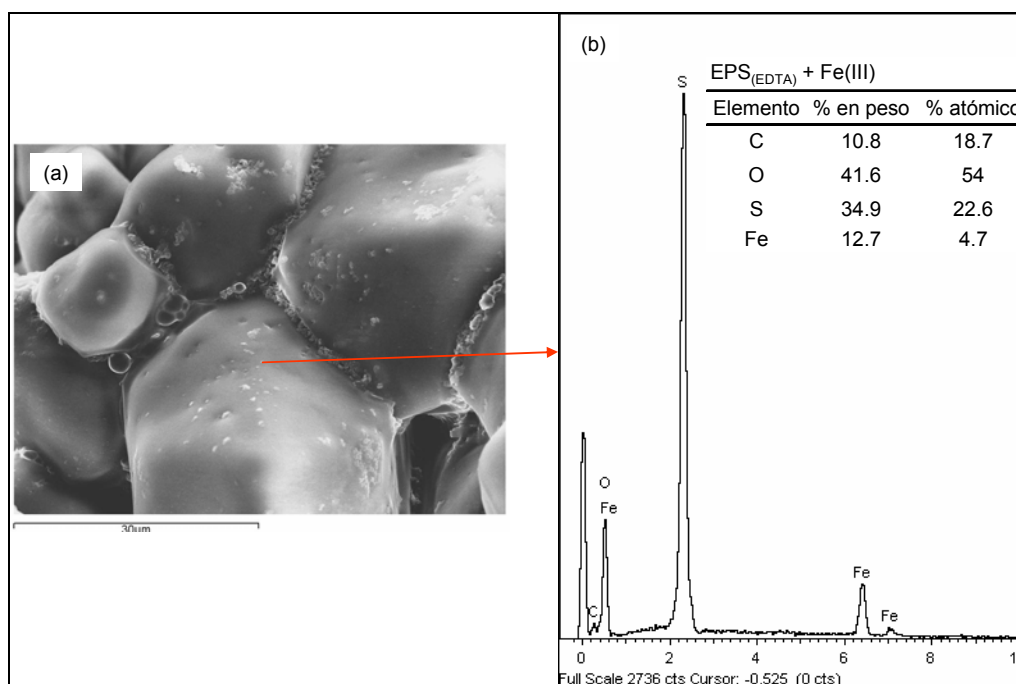 (a)
30µm
(b)
EPS(EDTA) + Fe(III)
Elemento % en peso % atómico
C 10.8 18.7
O 41.6 54
S 34.9 22.6
Fe 12.7 4.7
S
O
Fe
C
Fe
Fe
0 2 4 6 8
Full Scale 2736 cts Cursor: -0.525 (0 cts)